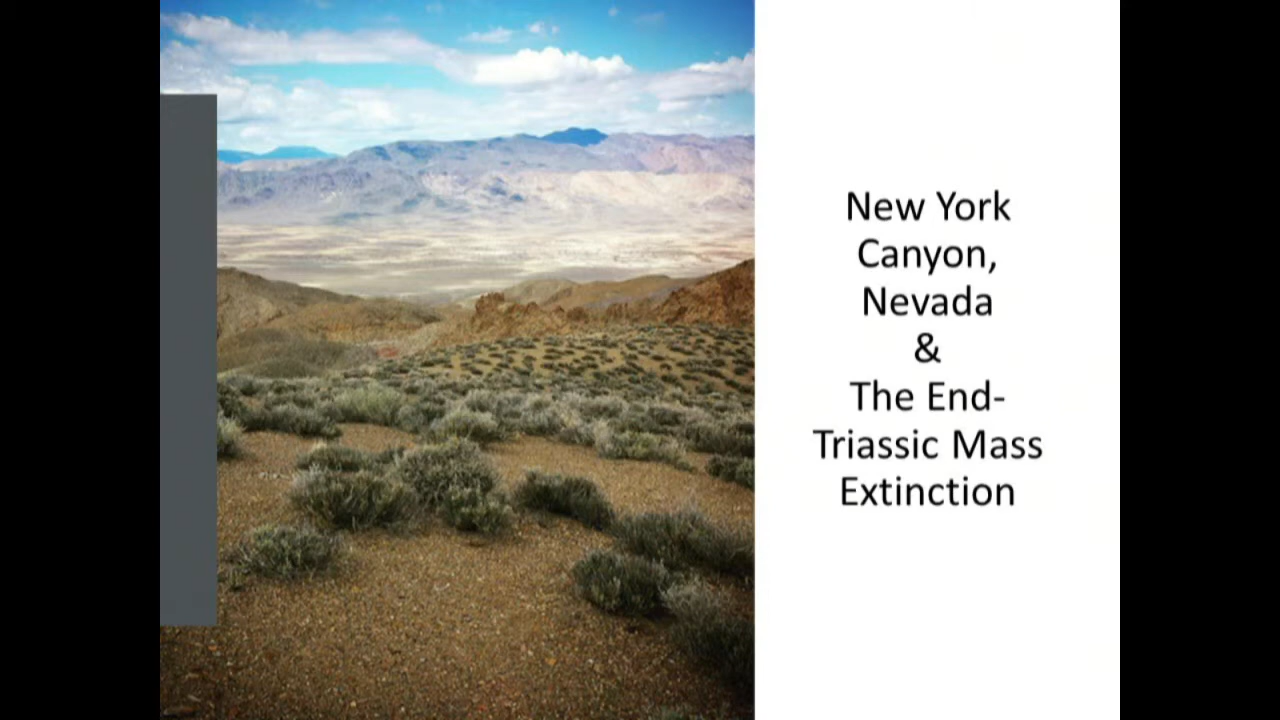 New York
Canyon,
Nevada
&
The End-
Triassic Mass
Extinction